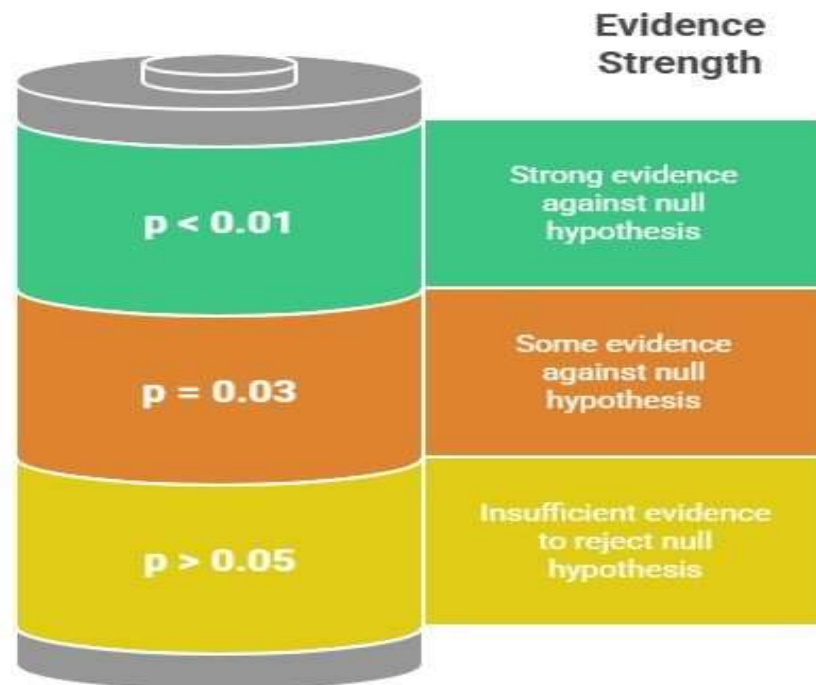 Evidence
Strength
p < 0.01
Strong evidence
against null
hypothesis
p = 0.03
Some evidence
against null
hypothesis
p > 0.05
Insufficient evidence
to reject null
hypothesis